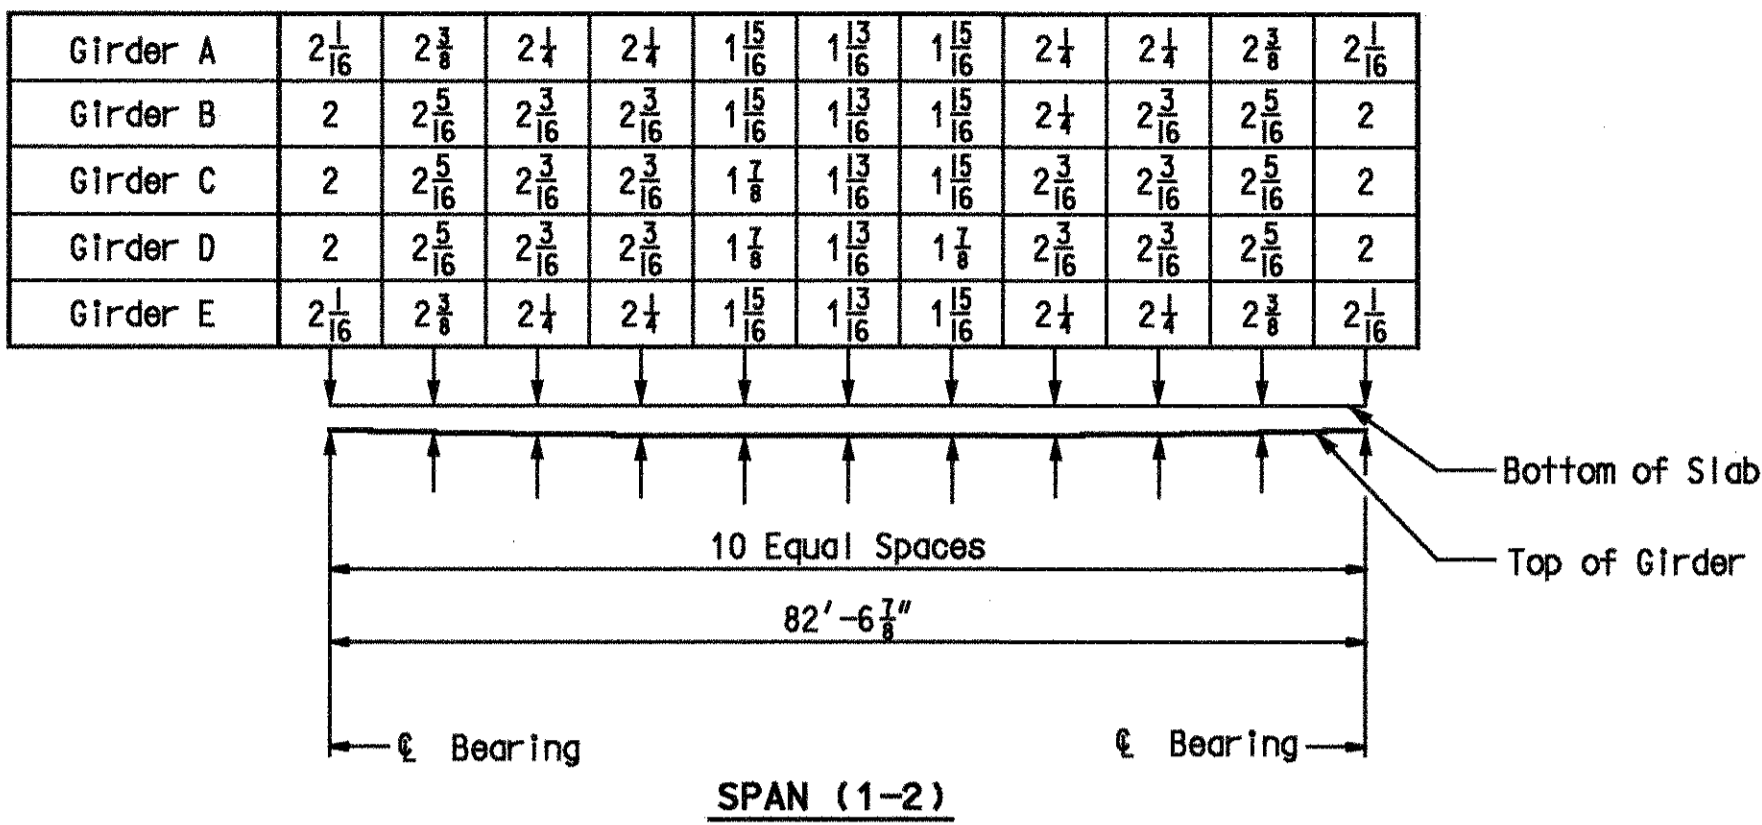 Girder A 2 1/16 2 3/8 2 1/4 2 1/4 1 15/16 1 13/16 1 15/16 2 1/4 2 1/4 2 3/8 2 1/16
Girder B 2 2 5/16 2 3/16 2 3/16 1 15/16 1 13/16 1 15/16 2 1/4 2 3/16 2 5/16 2
Girder C 2 2 5/16 2 3/16 2 3/16 1 7/8 1 13/16 1 15/16 2 3/16 2 3/16 2 5/16 2
Girder D 2 2 5/16 2 3/16 2 3/16 1 7/8 1 13/16 1 7/8 2 3/16 2 3/16 2 5/16 2
Girder E 2 1/16 2 3/8 2 1/4 2 1/4 1 15/16 1 13/16 1 15/16 2 1/4 2 1/4 2 3/8 2 1/16
Bottom of Slab
10 Equal Spaces
Top of Girder
82'-6 7/8"
℄ Bearing
℄ Bearing
SPAN (1-2)